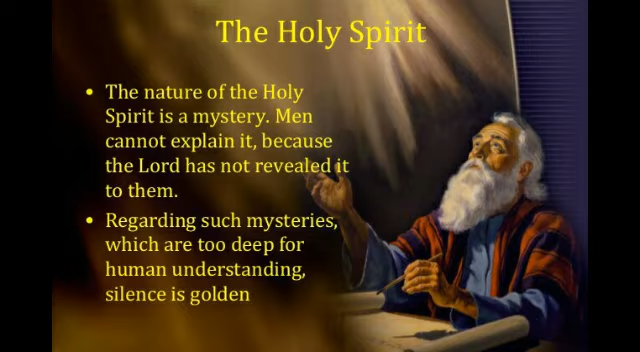 The Holy Spirit
• The nature of the Holy
Spirit is a mystery. Men
cannot explain it, because
the Lord has not revealed it
to them.
• Regarding such mysteries,
which are too deep for
human understanding,
silence is golden